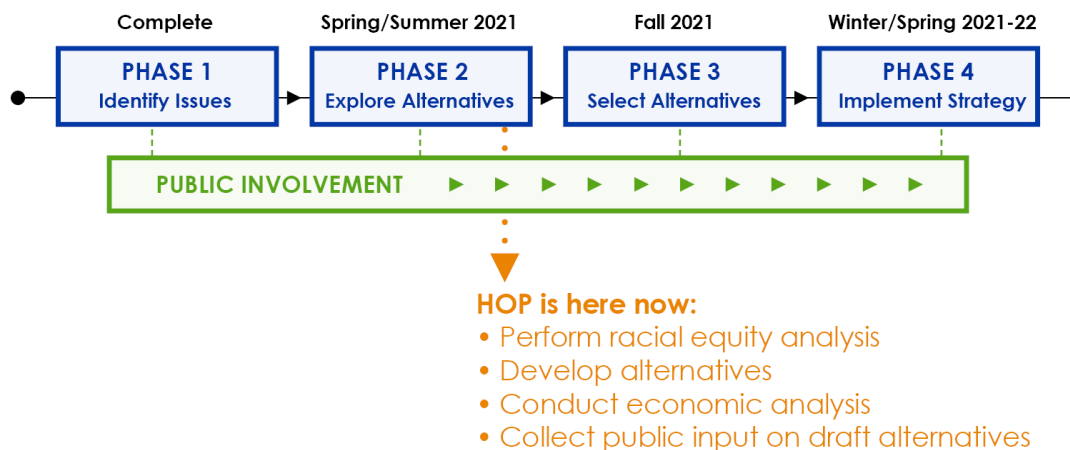 Complete
Spring/Summer 2021
Fall 2021
Winter/Spring 2021-22
PHASE 1
Identify Issues
PHASE 2
Explore Alternatives
PHASE 3
Select Alternatives
PHASE 4
Implement Strategy
PUBLIC INVOLVEMENT
HOP is here now:
• Perform racial equity analysis
• Develop alternatives
• Conduct economic analysis
• Collect public input on draft alternatives